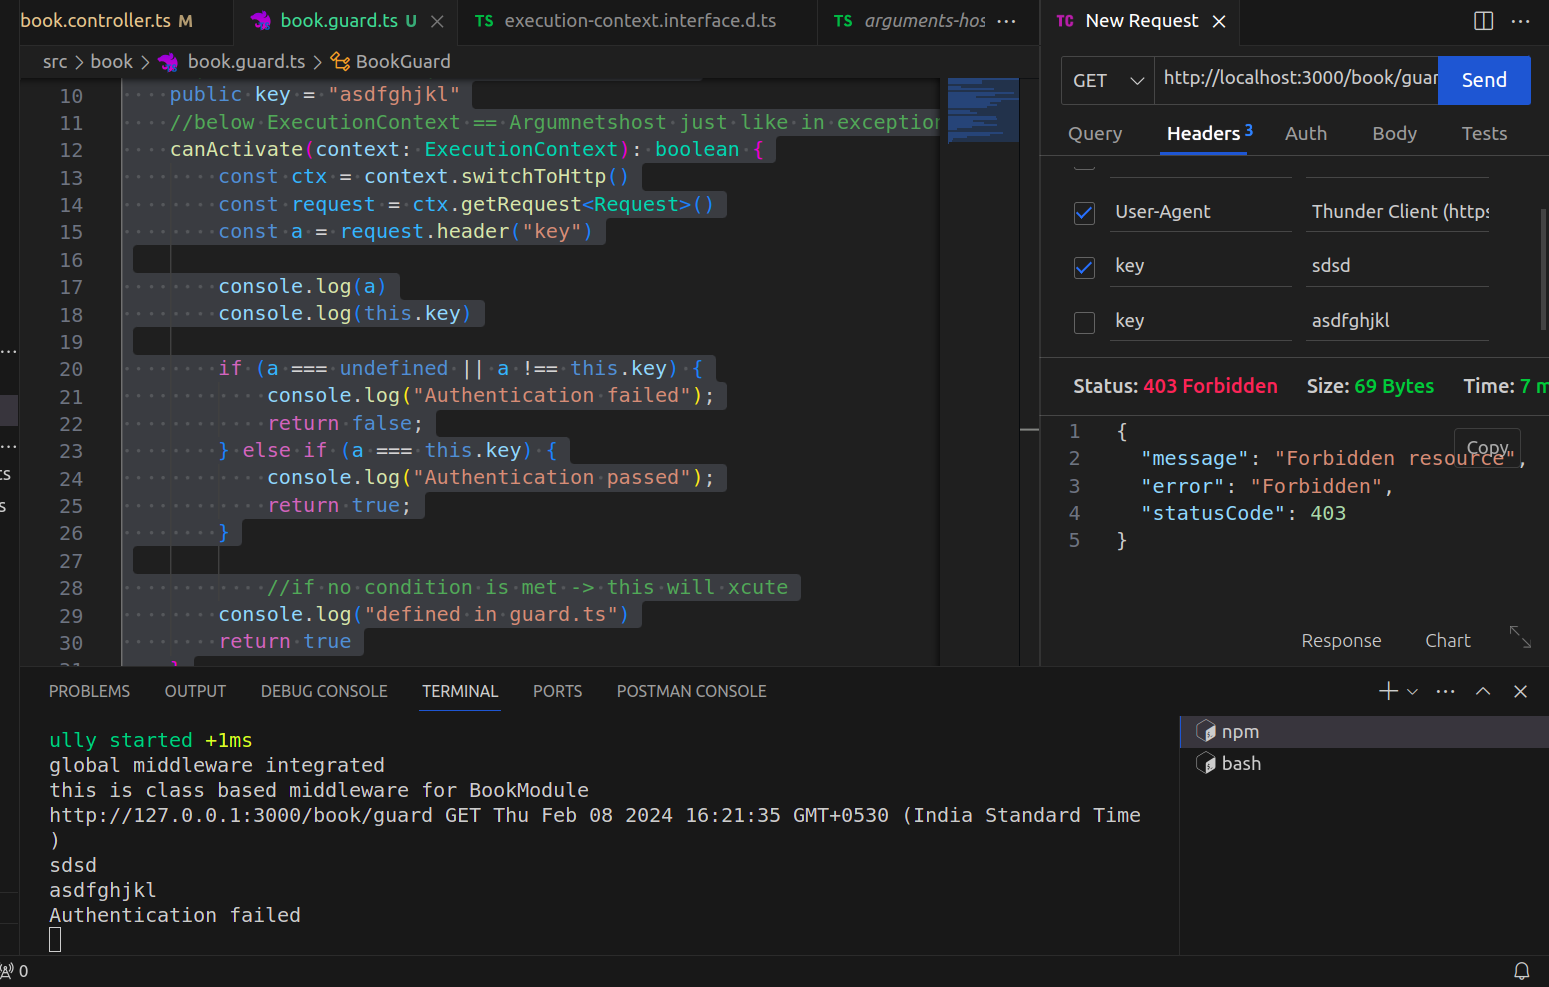 book.controller.ts M
book.guard.ts U
TS execution-context.interface.d.ts
TS arguments-hos ...
TC New Request
...
src > book > book.guard.ts > BookGuard
10 public key = "asdfghjkl"
11 //below ExecutionContext == Argumnetshost just like in exception
12 canActivate(context: ExecutionContext): boolean {
13 const ctx = context.switchToHttp()
14 const request = ctx.getRequest<Request>()
15 const a = request.header("key")
16
17 console.log(a)
18 console.log(this.key)
19
20 if (a === undefined || a !== this.key) {
21 console.log("Authentication failed");
22 return false;
23 } else if (a === this.key) {
24 console.log("Authentication passed");
25 return true;
26 }
27
28 //if no condition is met -> this will xcute
29 console.log("defined in guard.ts")
30 return true
31 }
GET
http://localhost:3000/book/guar
Send
Query Headers 3 Auth Body Tests
User-Agent Thunder Client (https
key sdsd
key asdfghjkl
Status: 403 Forbidden Size: 69 Bytes Time: 7 m
1 {
Copy
2 "message": "Forbidden resource",
3 "error": "Forbidden",
4 "statusCode": 403
5 }
Response Chart
...
...
ts
s
PROBLEMS OUTPUT DEBUG CONSOLE TERMINAL PORTS POSTMAN CONSOLE
...
ully started +1ms
global middleware integrated
this is class based middleware for BookModule
http://127.0.0.1:3000/book/guard GET Thu Feb 08 2024 16:21:35 GMT+0530 (India Standard Time
)
sdsd
asdfghjkl
Authentication failed
npm
bash
0